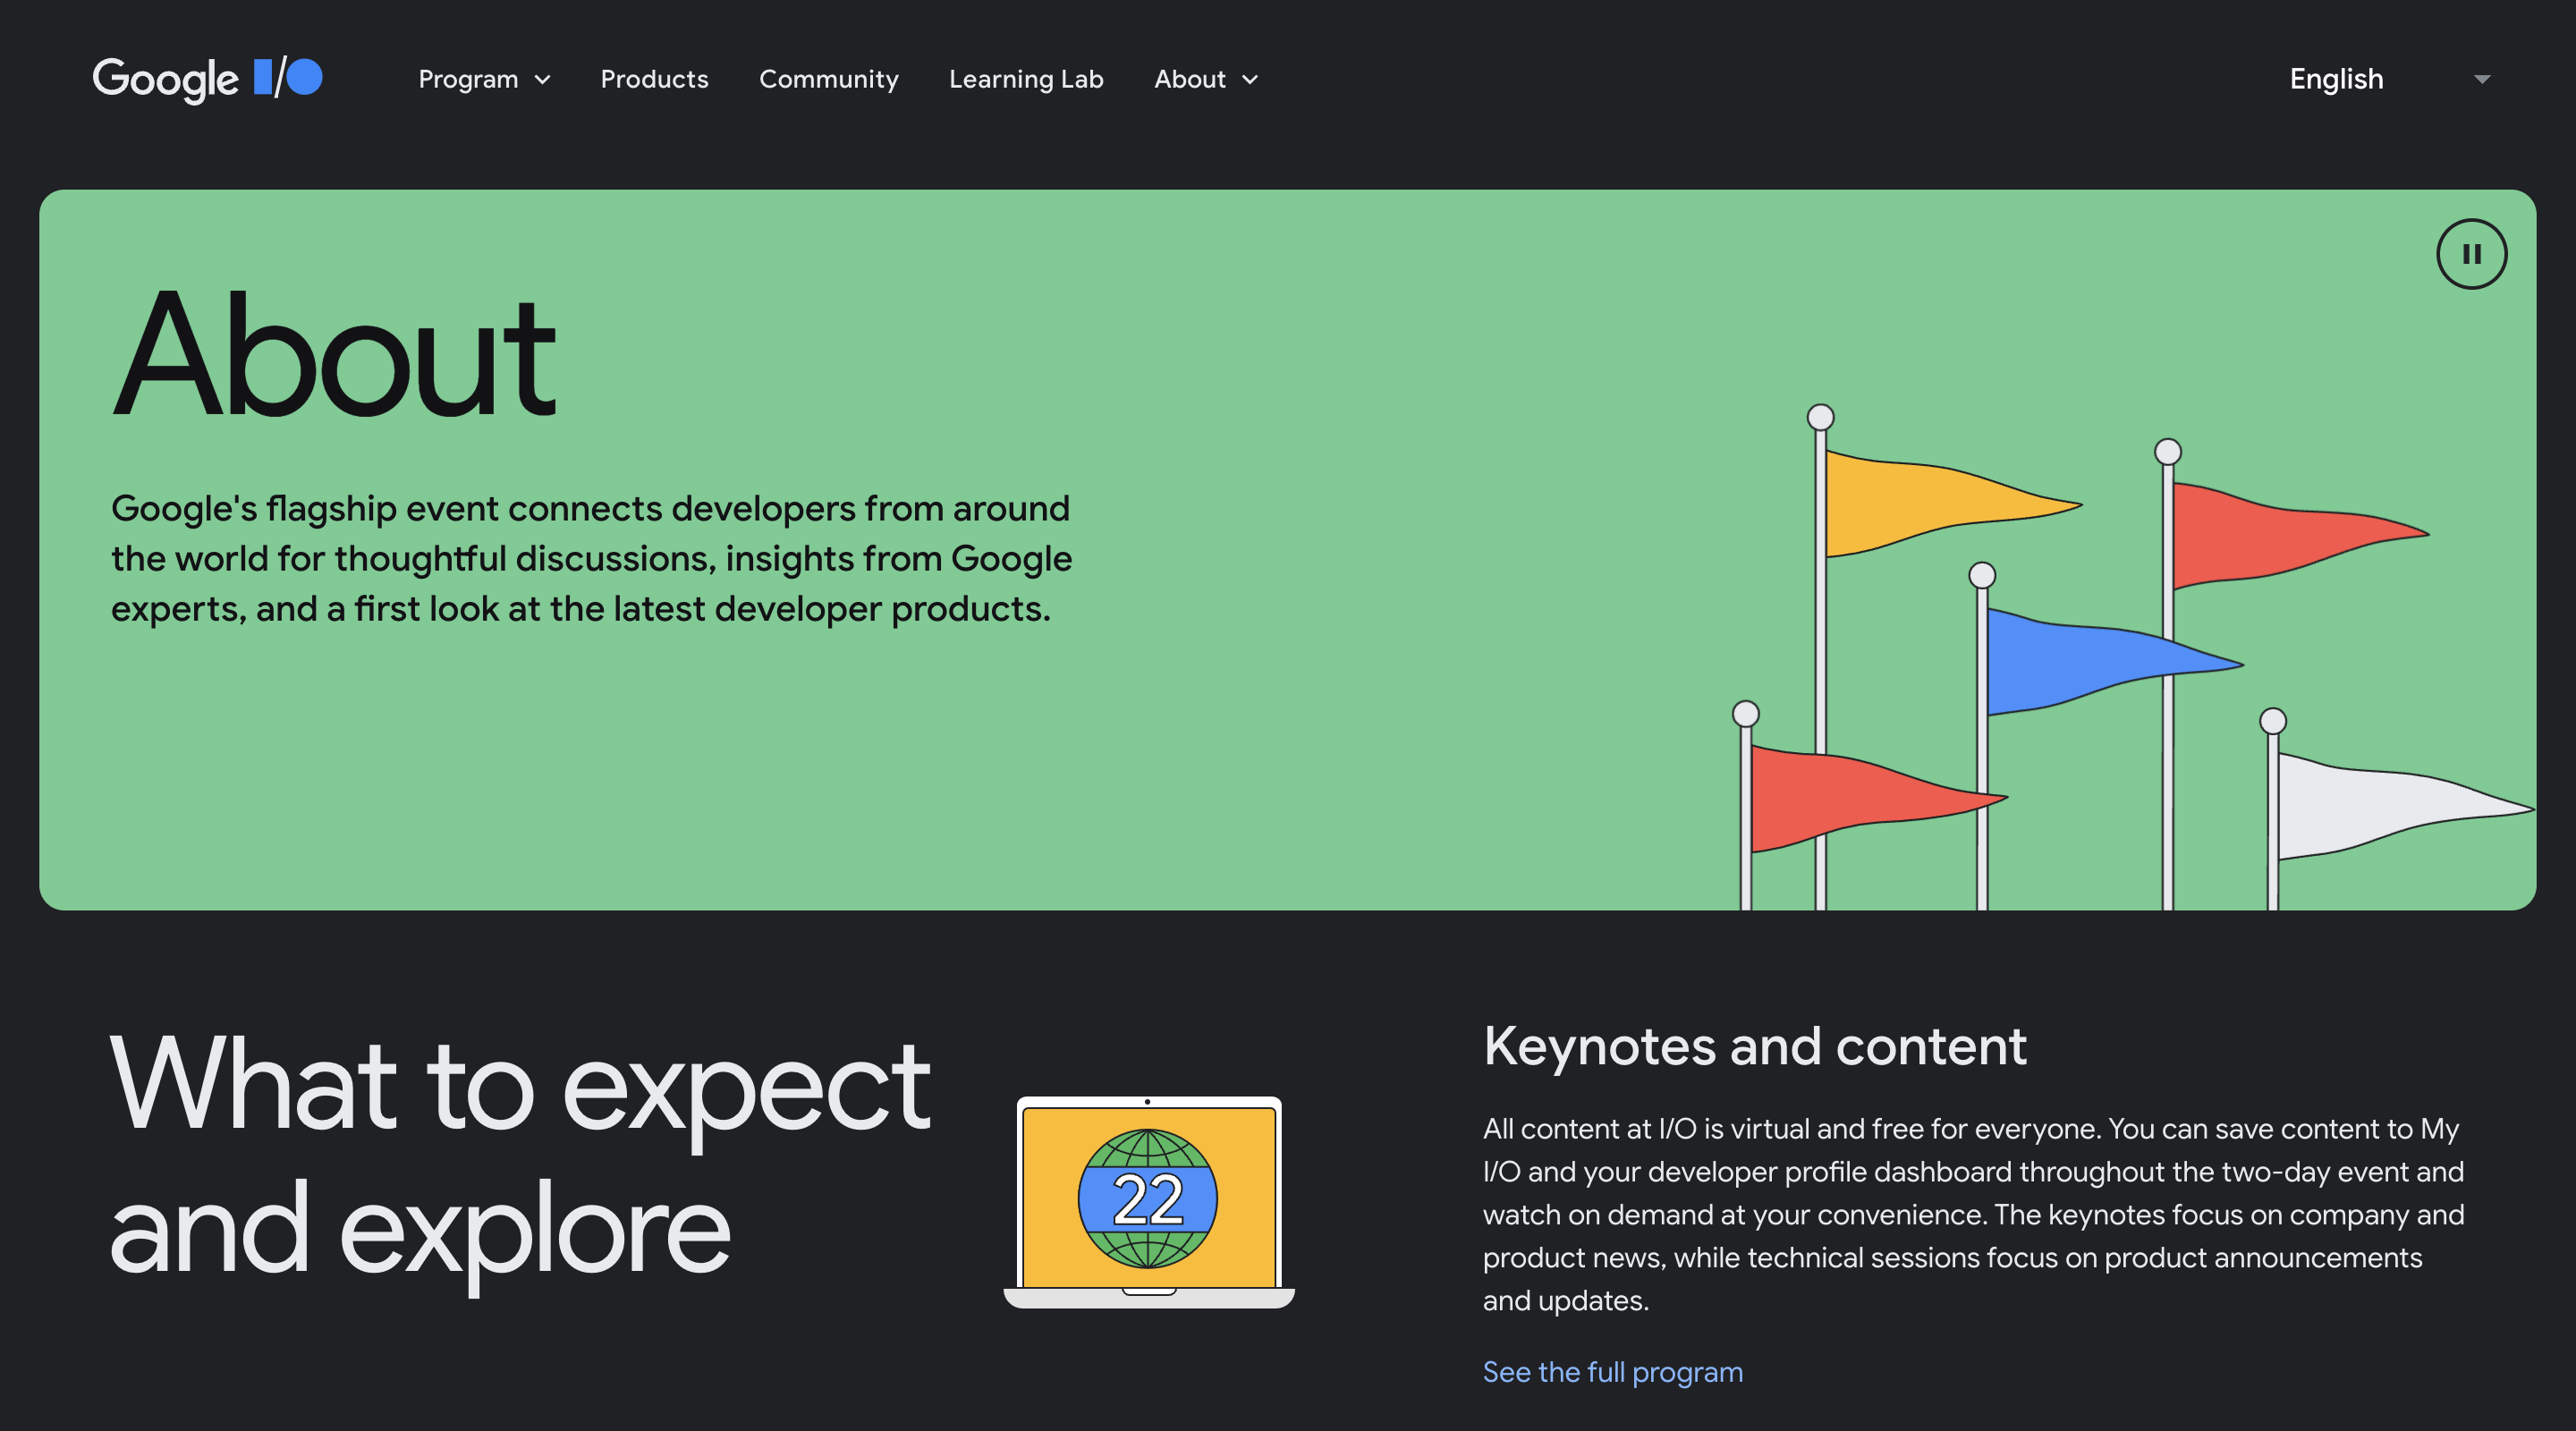 Google I/O
Program
Products
Community
Learning Lab
About
English
About
Google's flagship event connects developers from around
the world for thoughtful discussions, insights from Google
experts, and a first look at the latest developer products.
What to expect
and explore
22
Keynotes and content
All content at I/O is virtual and free for everyone. You can save content to My
I/O and your developer profile dashboard throughout the two-day event and
watch on demand at your convenience. The keynotes focus on company and
product news, while technical sessions focus on product announcements
and updates.
See the full program